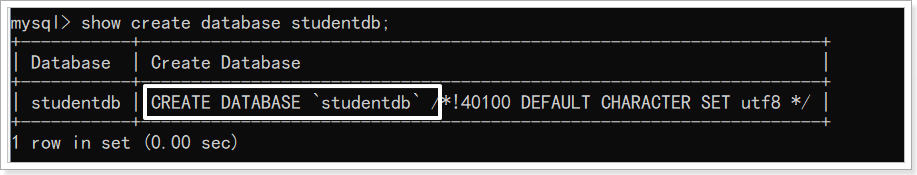 mysql> show create database studentdb;
+-----------+----------------------------------------------------------------+
| Database | Create Database |
+-----------+----------------------------------------------------------------+
| studentdb | CREATE DATABASE `studentdb` /*!40100 DEFAULT CHARACTER SET utf8 */ |
+-----------+----------------------------------------------------------------+
1 row in set (0.00 sec)